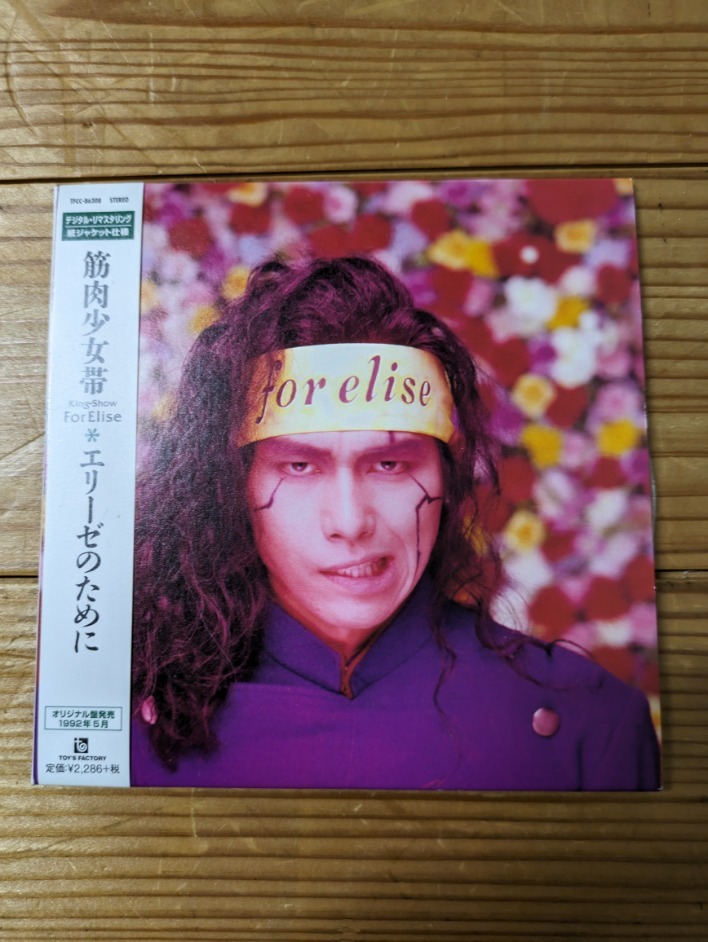 TFCC-86308 STEREO
デジタル・リマスタリング
紙ジャケット仕様
筋肉少女帯
King-Show
For Elise
*
エリーゼのために
オリジナル盤発売
1992年5月
TOY'S FACTORY
定価:¥2,286+税
for elise